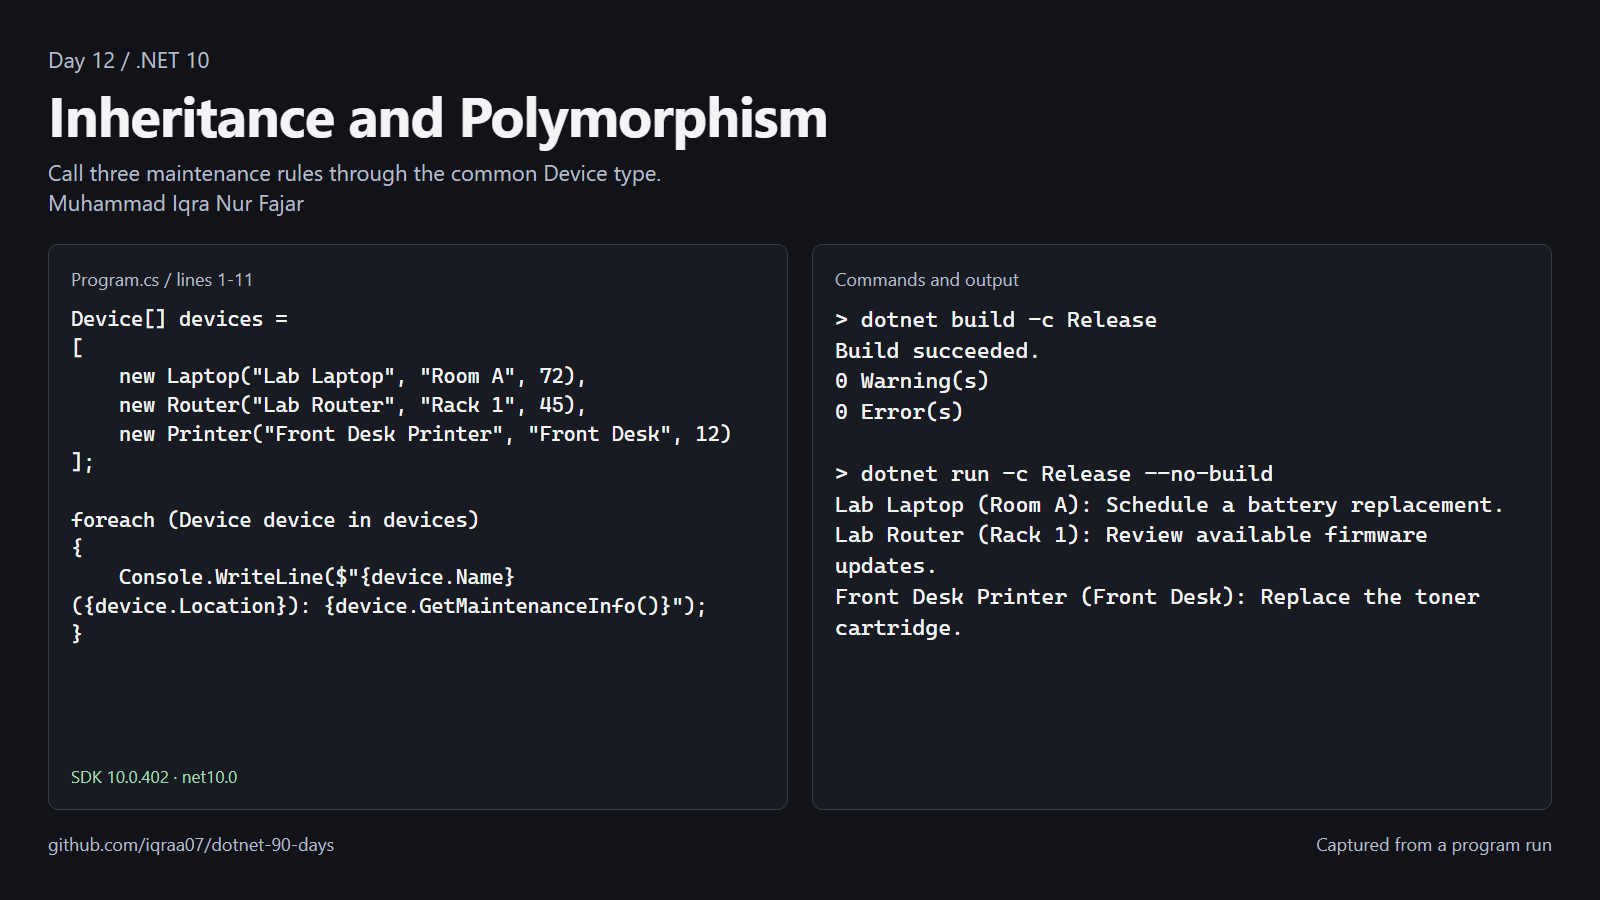 Day 12 / .NET 10
Inheritance and Polymorphism
Call three maintenance rules through the common Device type.
Muhammad Iqra Nur Fajar
Program.cs / lines 1-11
Device[] devices =
[
    new Laptop("Lab Laptop", "Room A", 72),
    new Router("Lab Router", "Rack 1", 45),
    new Printer("Front Desk Printer", "Front Desk", 12)
];

foreach (Device device in devices)
{
    Console.WriteLine($"{device.Name}
({device.Location}): {device.GetMaintenanceInfo()}");
}
SDK 10.0.402 · net10.0
Commands and output
> dotnet build -c Release
Build succeeded.
0 Warning(s)
0 Error(s)

> dotnet run -c Release --no-build
Lab Laptop (Room A): Schedule a battery replacement.
Lab Router (Rack 1): Review available firmware
updates.
Front Desk Printer (Front Desk): Replace the toner
cartridge.
github.com/iqraa07/dotnet-90-days
Captured from a program run